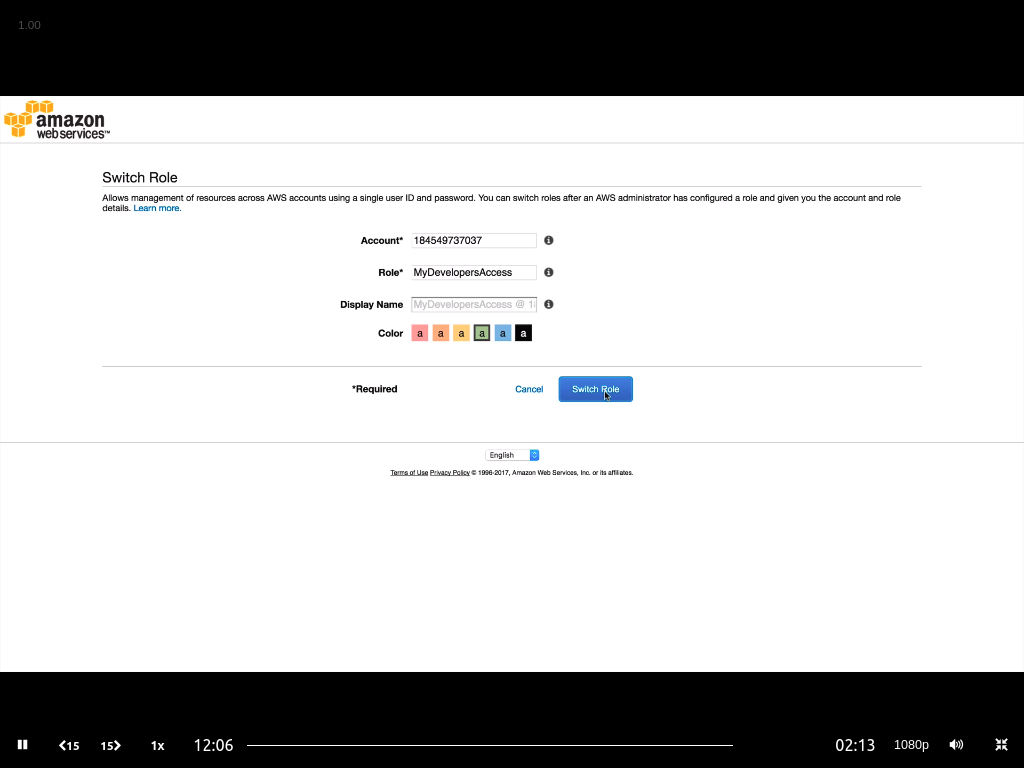 1.00
amazon
webservices™
Switch Role
Allows management of resources across AWS accounts using a single user ID and password. You can switch roles after an AWS administrator has configured a role and given you the account and role
details. Learn more.
Account* 184549737037
Role* MyDevelopersAccess
Display Name MyDevelopersAccess @ 1
Color a a a a a a
*Required Cancel Switch Role
English
Terms of Use Privacy Policy © 1996-2017, Amazon Web Services, Inc. or its affiliates.
15 15 1x 12:06 02:13 1080p